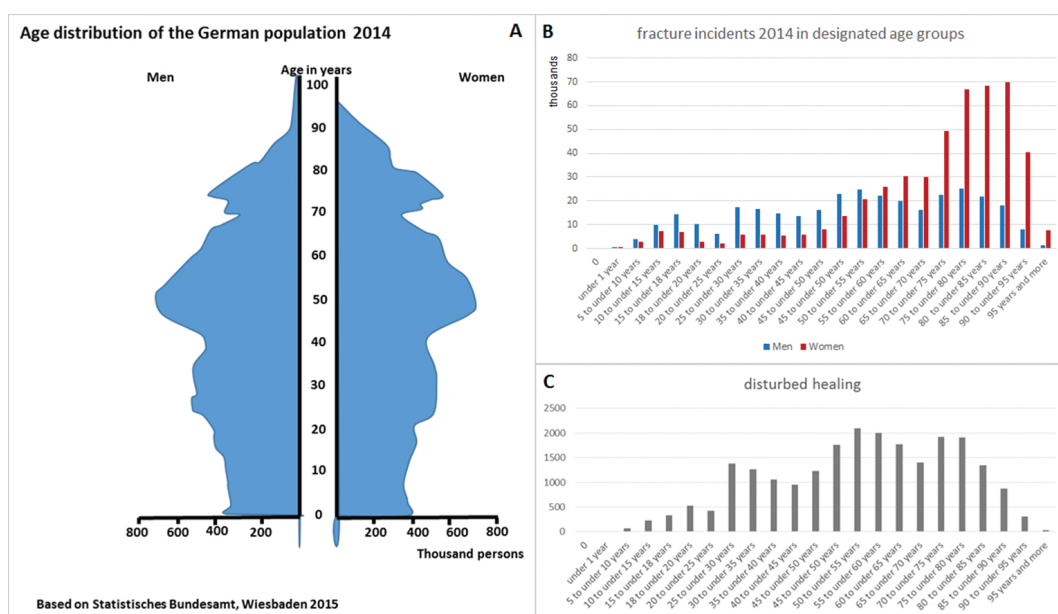 Age distribution of the German population 2014
A
Men
Age in years
Women
100
90
80
70
60
50
40
30
20
10
0
800
600
400
200
200
400
600
800
Thousand persons
Based on Statistisches Bundesamt, Wiesbaden 2015
B
fracture incidents 2014 in designated age groups
thousands
80
70
60
50
40
30
20
10
0
0
under 1 year
5 to under 10 years
10 to under 15 years
15 to under 18 years
18 to under 20 years
20 to under 25 years
25 to under 30 years
30 to under 35 years
35 to under 40 years
40 to under 45 years
45 to under 50 years
45 to under 50 years
50 to under 55 years
55 to under 60 years
60 to under 65 years
65 to under 70 years
70 to under 75 years
75 to under 80 years
80 to under 85 years
85 to under 90 years
90 to under 95 years
95 years and more
Men
Women
C
disturbed healing
2500
2000
1500
1000
500
0
0
under 1 year
5 to under 10 years
10 to under 15 years
15 to under 18 years
18 to under 20 years
20 to under 25 years
25 to under 30 years
30 to under 35 years
35 to under 40 years
40 to under 45 years
45 to under 50 years
45 to under 50 years
50 to under 55 years
55 to under 60 years
60 to under 65 years
65 to under 70 years
70 to under 75 years
75 to under 80 years
80 to under 85 years
85 to under 90 years
90 to under 95 years
95 years and more